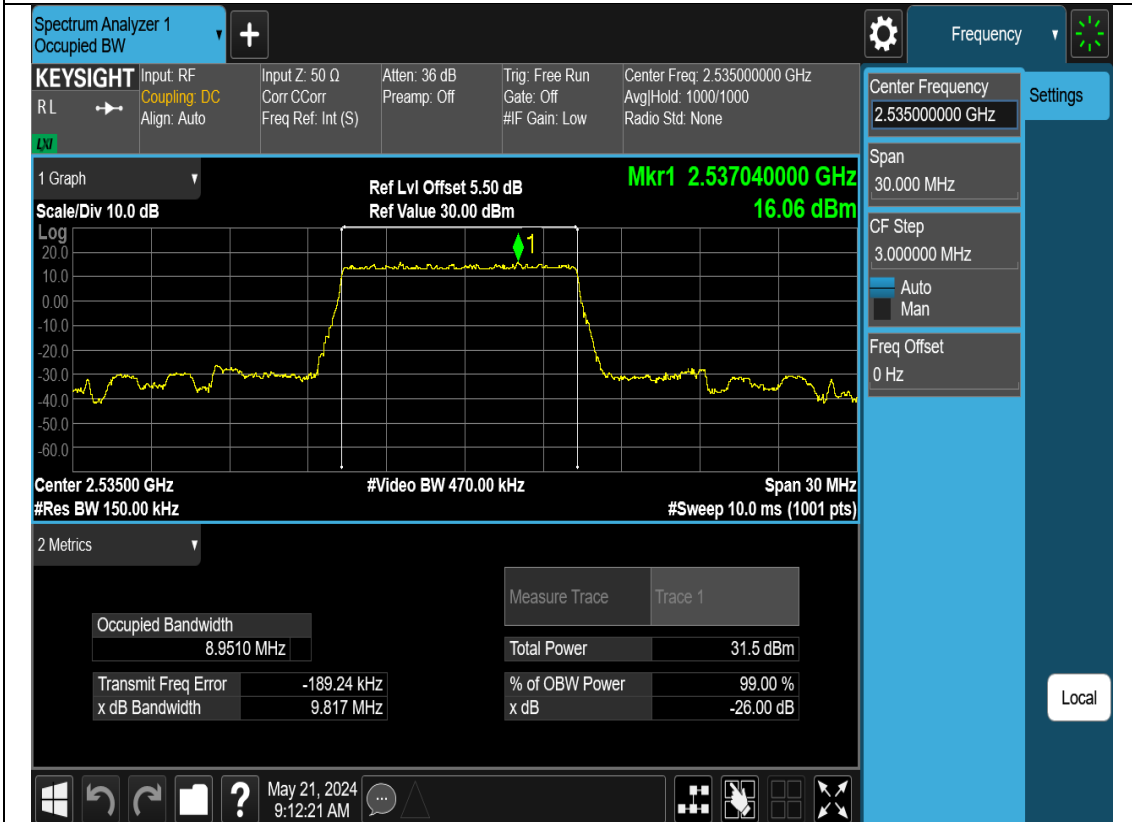 Spectrum Analyzer 1
Occupied BW
Frequency
KEYSIGHT
RL
LXI
Input: RF
Coupling: DC
Align: Auto
Input Z: 50 Ω
Corr CCorr
Freq Ref: Int (S)
Atten: 36 dB
Preamp: Off
Trig: Free Run
Gate: Off
#IF Gain: Low
Center Freq: 2.535000000 GHz
Avg|Hold: 1000/1000
Radio Std: None
Center Frequency
2.535000000 GHz
Settings
Span
30.000 MHz
CF Step
3.000000 MHz
Auto
Man
Freq Offset
0 Hz
Local
1 Graph
Scale/Div 10.0 dB
Ref Lvl Offset 5.50 dB
Ref Value 30.00 dBm
Mkr1 2.537040000 GHz
16.06 dBm
Log
20.0
10.0
0.00
-10.0
-20.0
-30.0
-40.0
-50.0
-60.0
1
Center 2.53500 GHz
#Video BW 470.00 kHz
Span 30 MHz
#Res BW 150.00 kHz
#Sweep 10.0 ms (1001 pts)
2 Metrics
Measure Trace Trace 1
Occupied Bandwidth
8.9510 MHz
Total Power 31.5 dBm
Transmit Freq Error -189.24 kHz
% of OBW Power 99.00 %
x dB Bandwidth 9.817 MHz
x dB -26.00 dB
?
May 21, 2024
9:12:21 AM